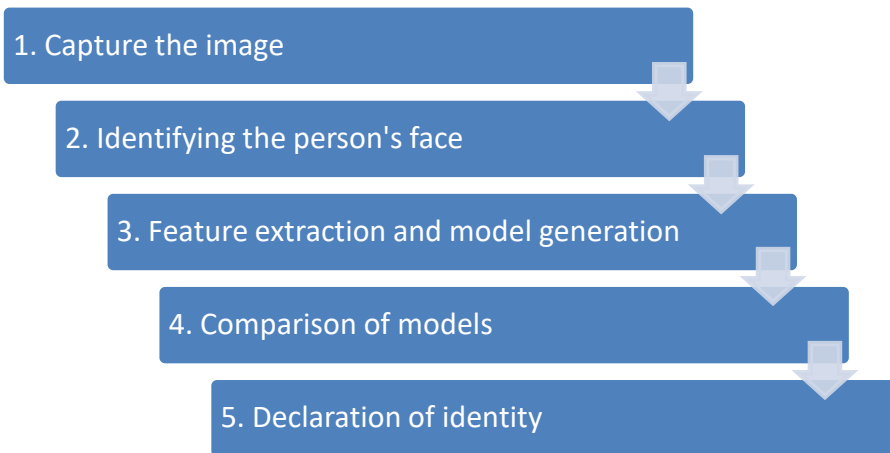 1. Capture the image
2. Identifying the person's face
3. Feature extraction and model generation
4. Comparison of models
5. Declaration of identity